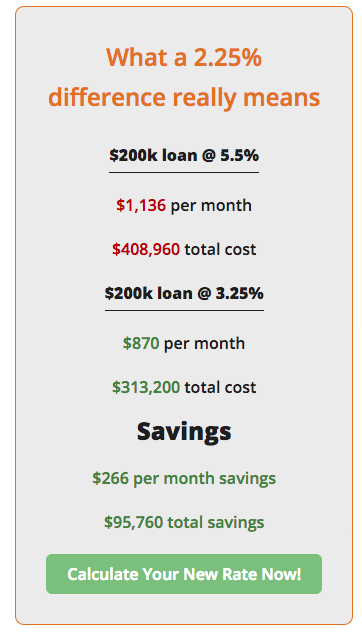 What a 2.25%
difference really means
$200k loan @ 5.5%
$1,136 per month
$408,960 total cost
$200k loan @ 3.25%
$870 per month
$313,200 total cost
Savings
$266 per month savings
$95,760 total savings
Calculate Your New Rate Now!